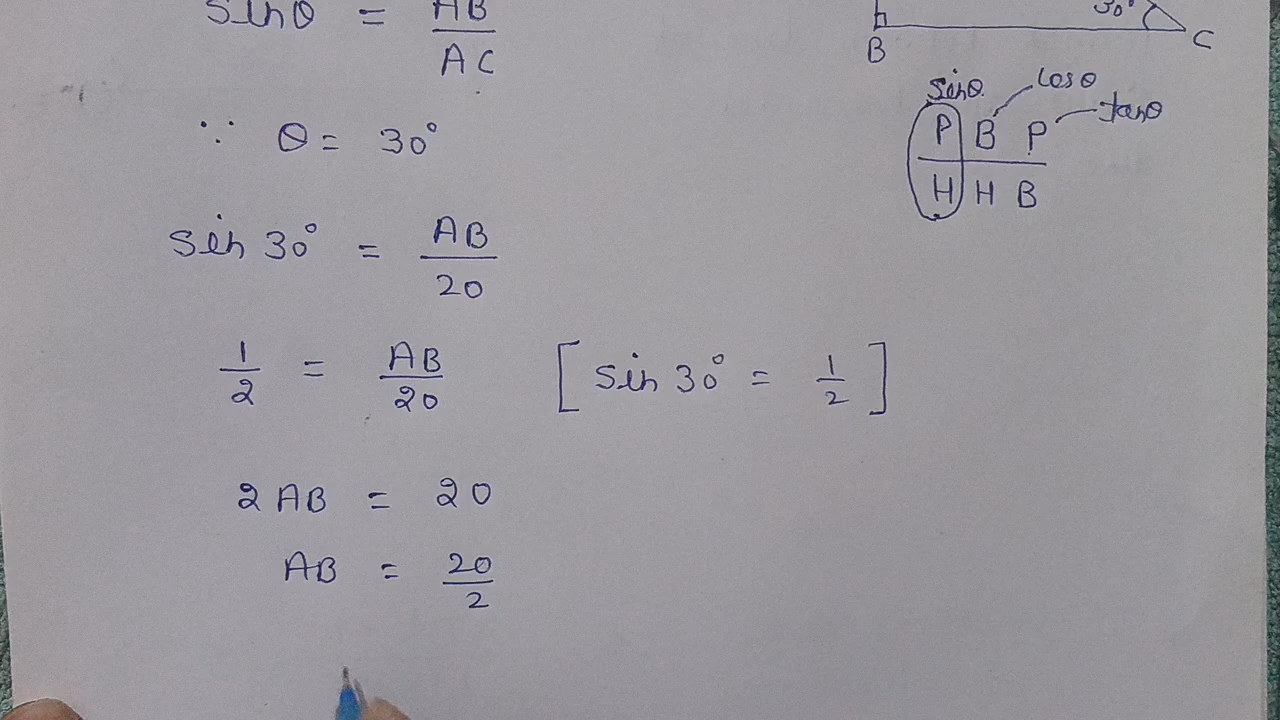 sinθ = AB/AC
30°
B
C
sinθ.
cosθ
P B P
tanθ
H H B
∵ θ = 30°
sin 30° = AB/20
1/2 = AB/20 [sin 30° = 1/2]
2 AB = 20
AB = 20/2